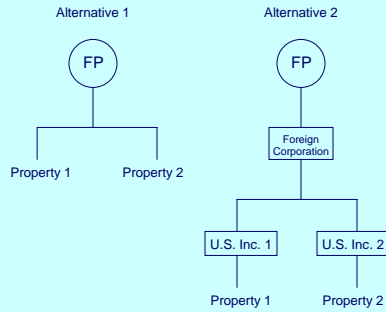 Alternative 1
Alternative 2
FP
FP
Foreign
Corporation
Property 1
Property 2
U.S. Inc. 1
U.S. Inc. 2
Property 1
Property 2